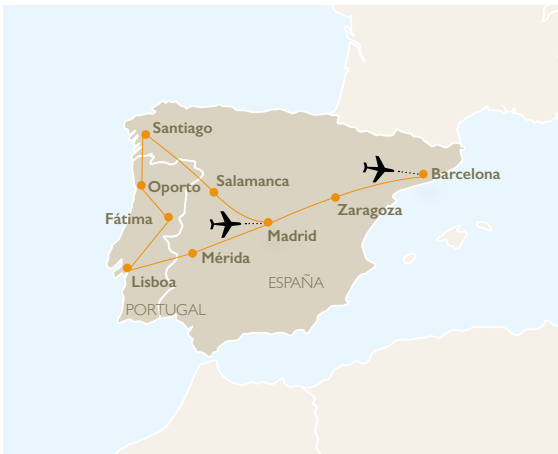 Santiago
Salamanca
Barcelona
Oporto
Zaragoza
Fátima
Madrid
Mérida
Lisboa
ESPAÑA
PORTUGAL